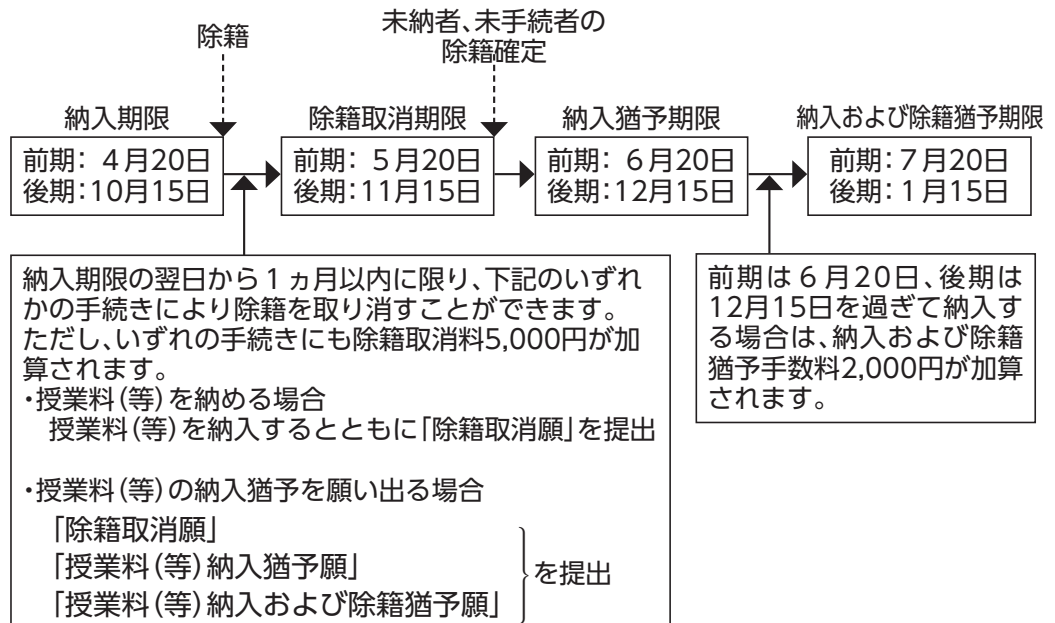 除籍
未納者、未手続者の
除籍確定
納入期限
前期： 4月20日
後期：10月15日
除籍取消期限
前期： 5月20日
後期：11月15日
納入猶予期限
前期： 6月20日
後期：12月15日
納入および除籍猶予期限
前期：7月20日
後期：1月15日
納入期限の翌日から1ヵ月以内に限り、下記のいずれ
かの手続きにより除籍を取り消すことができます。
ただし、いずれの手続きにも除籍取消料5,000円が加
算されます。
・授業料（等）を納める場合
授業料（等）を納入するとともに「除籍取消願」を提出
・授業料（等）の納入猶予を願い出る場合
「除籍取消願」
「授業料（等）納入猶予願」
「授業料（等）納入および除籍猶予願」
を提出
前期は6月20日、後期は
12月15日を過ぎて納入す
る場合は、納入および除籍
猶予手数料2,000円が加算
されます。